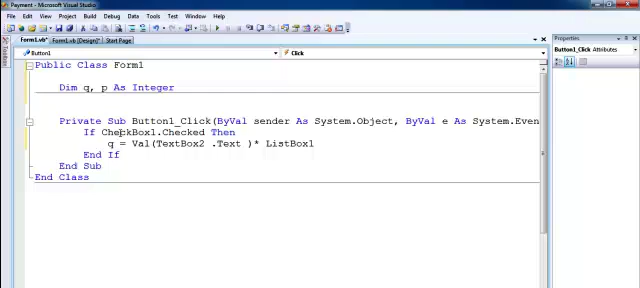 Payment - Microsoft Visual Studio
File Edit View Project Build Debug Data Tools Test Window Help
Form1.vb* Form1.vb [Design]* Start Page
Toolbox
Button1 Click
Properties
Button1_Click Attributes
Public Class Form1
Dim q, p As Integer
Private Sub Button1_Click(ByVal sender As System.Object, ByVal e As System.Even
If CheckBox1.Checked Then
q = Val(TextBox2 .Text )* ListBox1
End If
End Sub
End Class